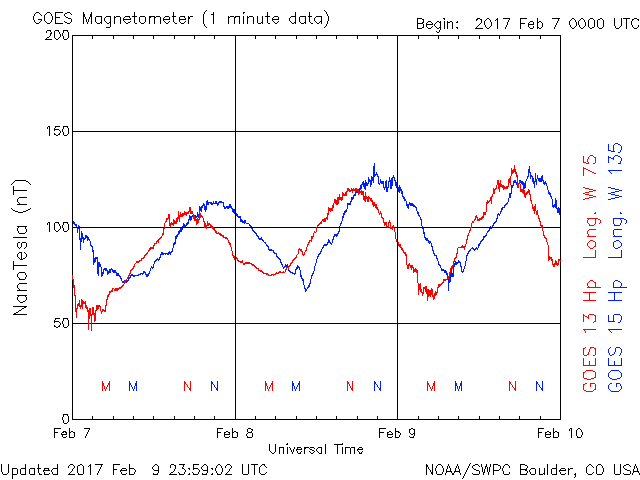 GOES Magnetometer (1 minute data)
Begin: 2017 Feb 7 0000 UTC
200
150
100
50
0
NanoTesla (nT)
M M N N M M N N M M N N
Feb 7 Feb 8 Feb 9 Feb 10
Universal Time
GOES 13 Hp Long. W 75
GOES 15 Hp Long. W 135
Updated 2017 Feb 9 23:59:02 UTC
NOAA/SWPC Boulder, CO USA